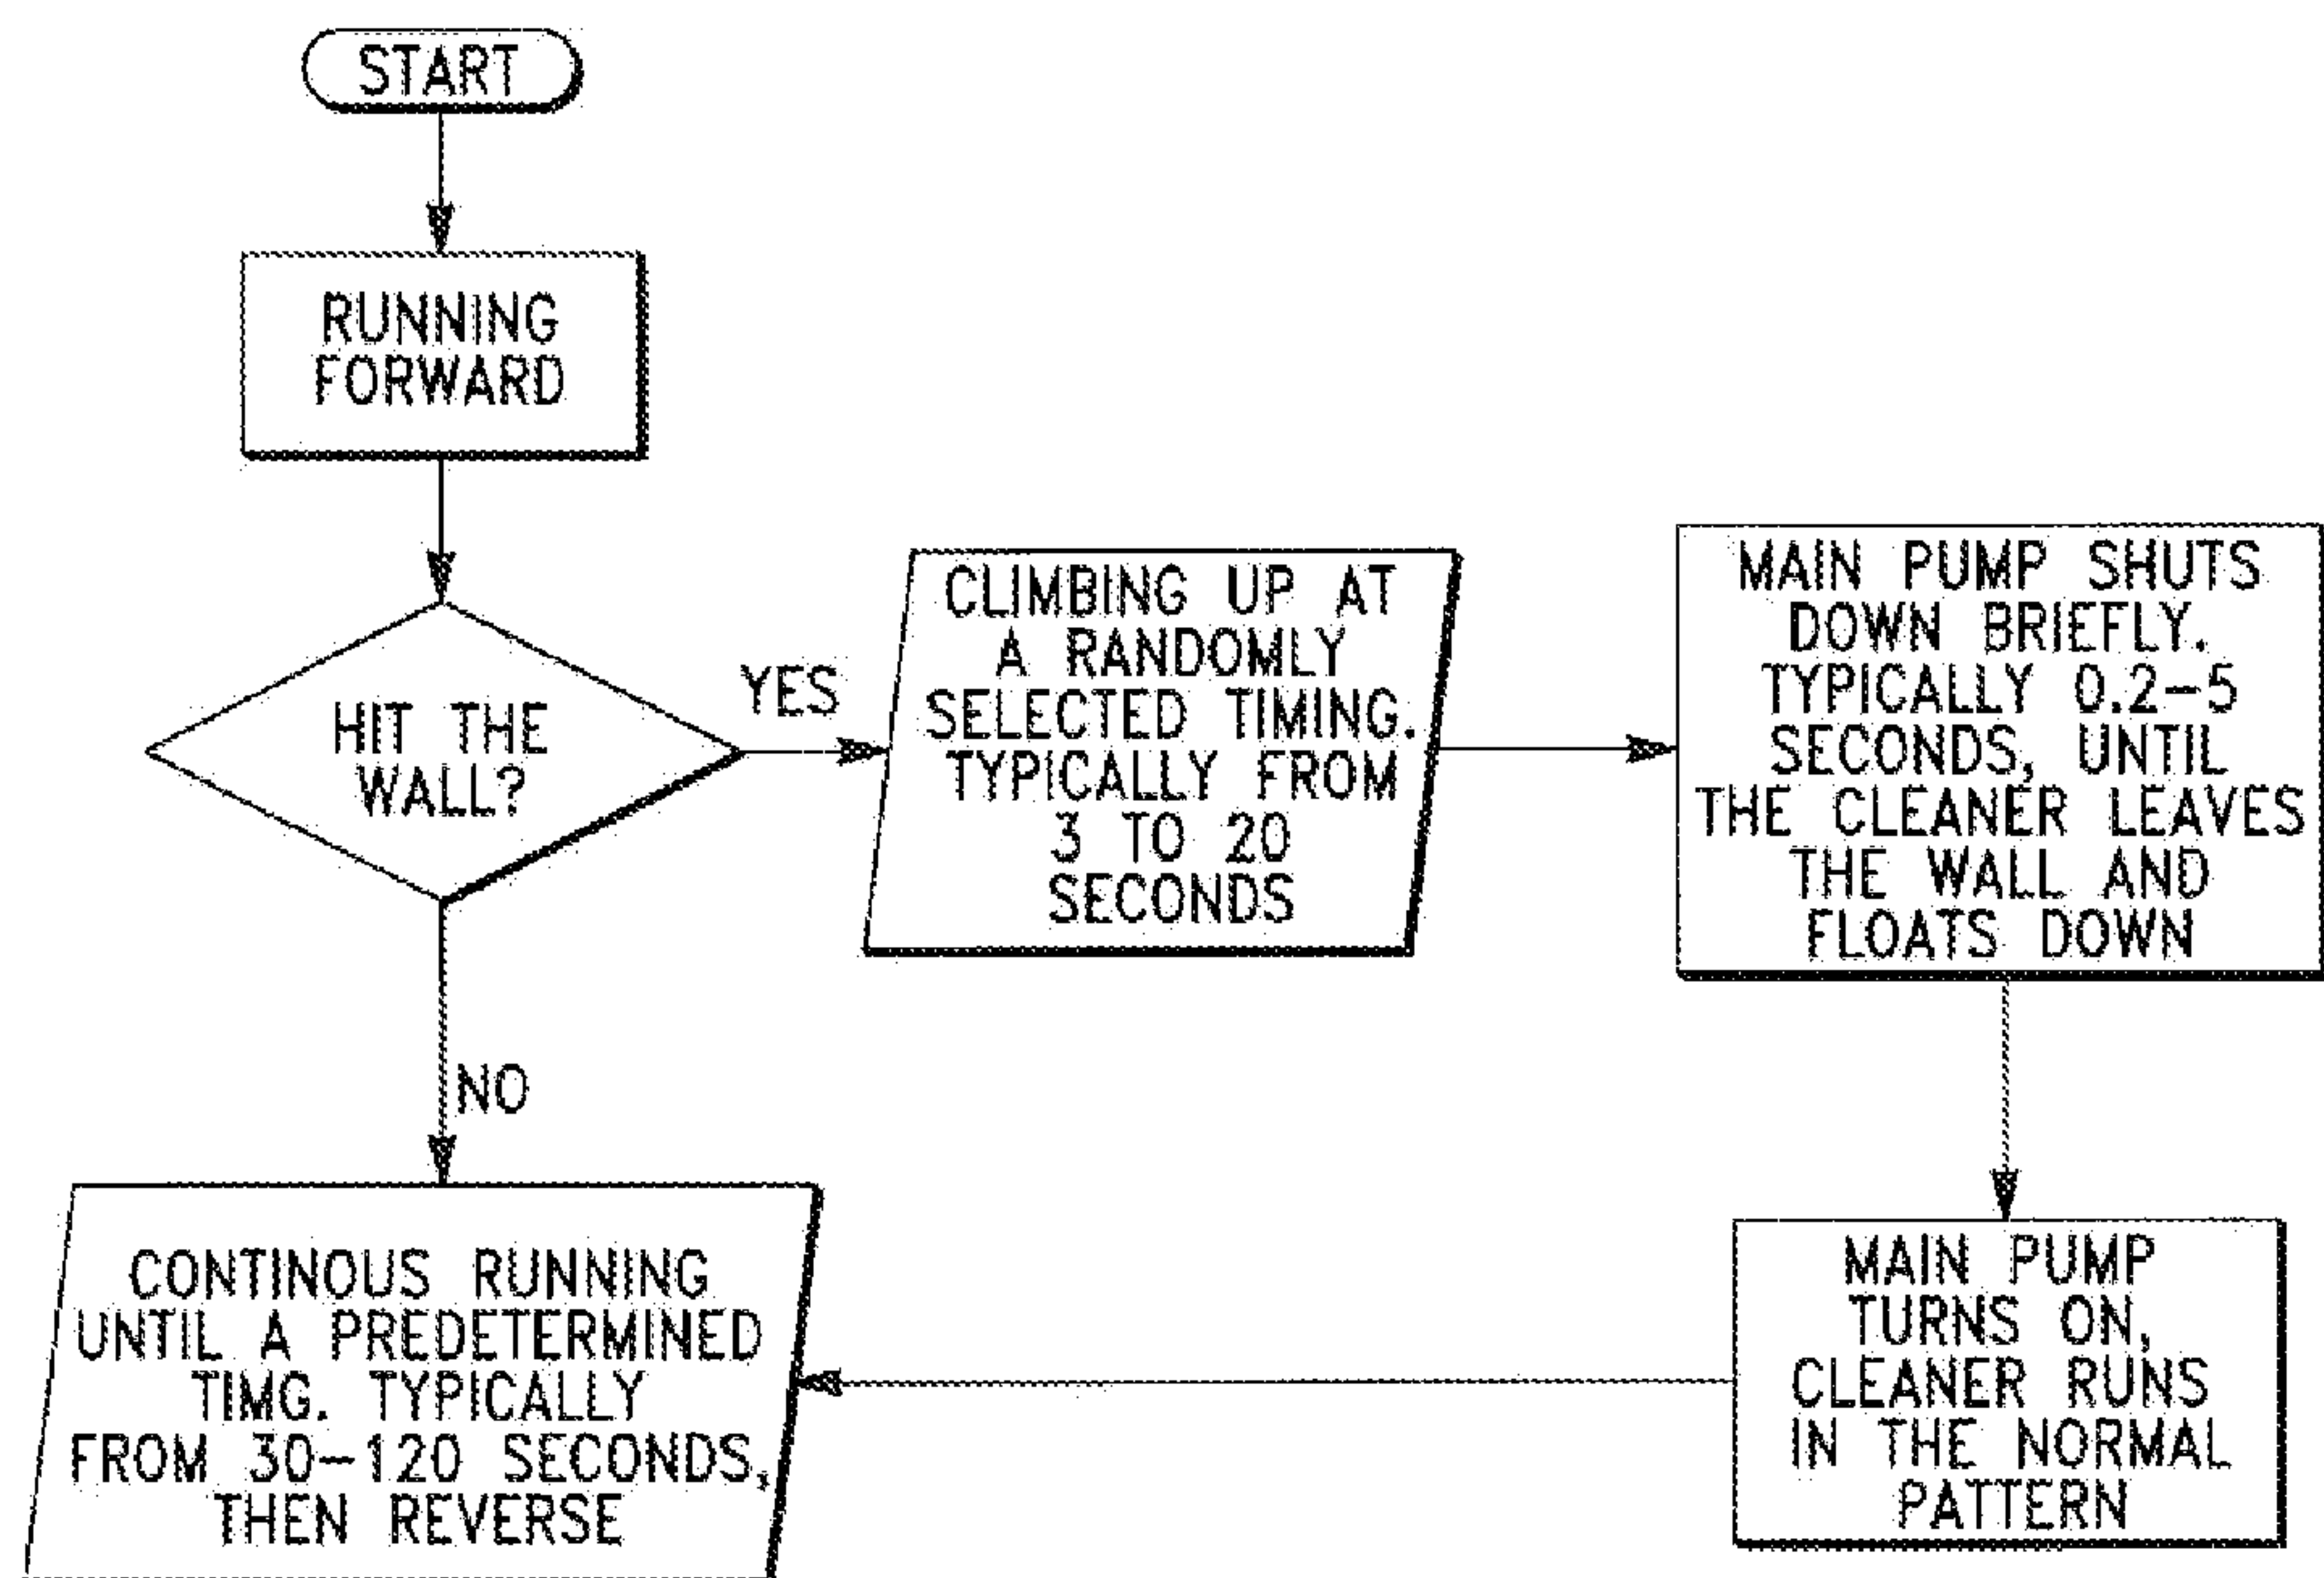 START
RUNNING
FORWARD
HIT THE
WALL?
YES
NO
CLIMBING UP AT
A RANDOMLY
SELECTED TIMING.
TYPICALLY FROM
3 TO 20
SECONDS
MAIN PUMP SHUTS
DOWN BRIEFLY.
TYPICALLY 0.2-5
SECONDS, UNTIL
THE CLEANER LEAVES
THE WALL AND
FLOATS DOWN
MAIN PUMP
TURNS ON,
CLEANER RUNS
IN THE NORMAL
PATTERN
CONTINOUS RUNNING
UNTIL A PREDETERMINED
TIMG. TYPICALLY
FROM 30-120 SECONDS,
THEN REVERSE